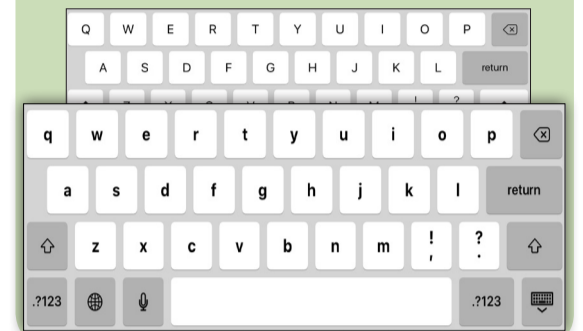 Q W E R T Y U I O P
A S D F G H J K L return
! ?
q w e r t y u i o p
a s d f g h j k l return
z x c v b n m ! , ? .
.?123 .?123